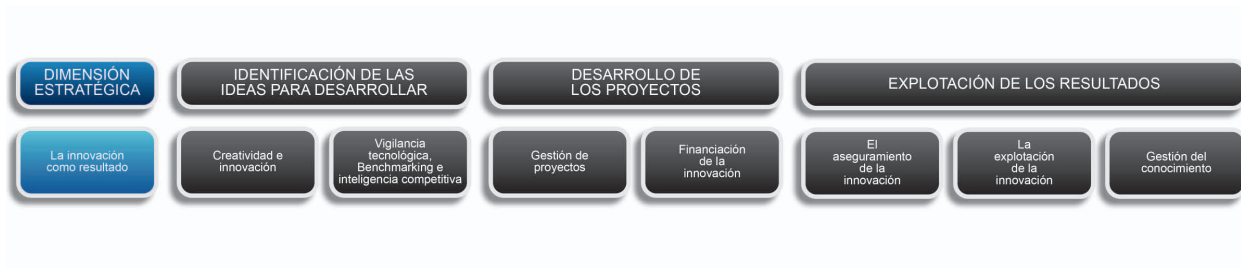 DIMENSIÓN
ESTRATÉGICA
IDENTIFICACIÓN DE LAS
IDEAS PARA DESARROLLAR
DESARROLLO DE
LOS PROYECTOS
EXPLOTACIÓN DE LOS RESULTADOS
La innovación
como resultado
Creatividad e
innovación
Vigilancia
tecnológica,
Benchmarking e
inteligencia competitiva
Gestión de
proyectos
Financiación
de la
innovación
El
aseguramiento
de la
innovación
La
explotación
de la
innovación
Gestión del
conocimiento